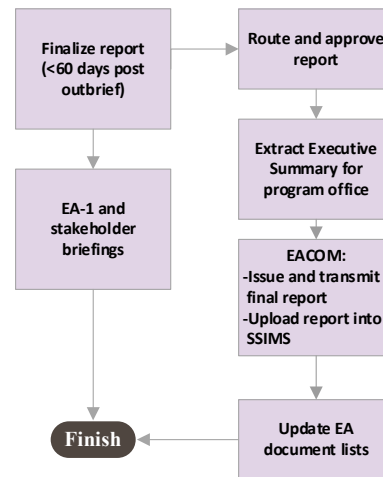 Finalize report
(<60 days post
outbrief)
Route and approve
report
Extract Executive
Summary for
program office
EA-1 and
stakeholder
briefings
EACOM:
-Issue and transmit
final report
-Upload report into
SSIMS
Finish
Update EA
document lists